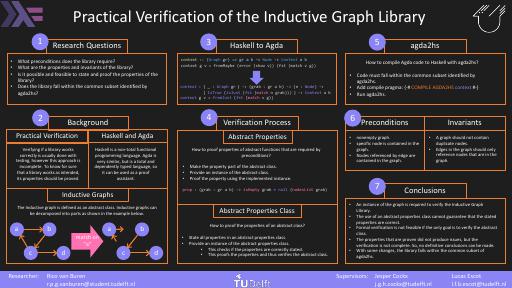 Practical Verification of the Inductive Graph Library
1 Research Questions
• What preconditions does the library require?
• What are the properties and invariants of the library?
• Is it possible and feasible to state and proof the properties of the library?
• Does the library fall within the common subset identified by agda2hs?
2 Background
Practical Verification
Verifying if a library works correctly is usually done with testing, however this approach is incomplete. To know for sure that a library works as intended, its properties should be proved.
Haskell and Agda
Haskell is a non-total functional programming language. Agda is very similar, but is a total and dependently typed language, so it can be used as a proof assistant.
Inductive Graphs
The Inductive graph is defined as an abstract class. Inductive graphs can be decomposed into parts as shown in the example below.
a b c d
match
a b c d
3 Haskell to Agda
context :: (Graph gr) => gr a b -> Node -> Context a b
4 Verification Process
Abstract Properties
How to proof properties of abstract functions that are required by preconditions?
• Make the property part of the abstract class.
• Provide an instance of the abstract class.
• Proof the property using the implemented instance.
Abstract Properties Class
How to proof the properties of the abstract class.
• State all properties in an abstract properties class.
• Provide an instance of the abstract properties class.
• This checks if the properties are correctly stated.
• This proofs the properties and thus verifies the abstract class.
5 agda2hs
How to compile Agda code to Haskell with agda2hs?
• Code must fall within the common subset identified by agda2hs.
• Add compile pragma: {-# COMPILE AGDA2HS context #-}
• Run agda2hs.
6 Preconditions
• nonempty graph.
• specific node is contained in the graph.
• Nodes referenced by edge are contained in the graph.
Invariants
• A graph should not contain duplicate nodes.
• Edges in the graph should only reference nodes that are in the graph.
7 Conclusions
• An instance of the graph is required to verify the Inductive Graph Library.
• The use of an abstract properties class cannot guarantee that the stated properties are correct.
• Formal verification is not feasible if the only goal is to verify the abstract class.
• The properties that are proven did not produce issues, but the verification is not complete. So, no definitive conclusions can be made.
• With some changes, the library falls within the common subset of agda2hs.
Researcher: Rico van Buren
r.p.g.vanburen@student.tudelft.nl
TU Delft
Supervisors: Jesper Cockx
j.g.h.cockx@tudelft.nl
Lucas Escot
l.f.b.escot@tudelft.nl